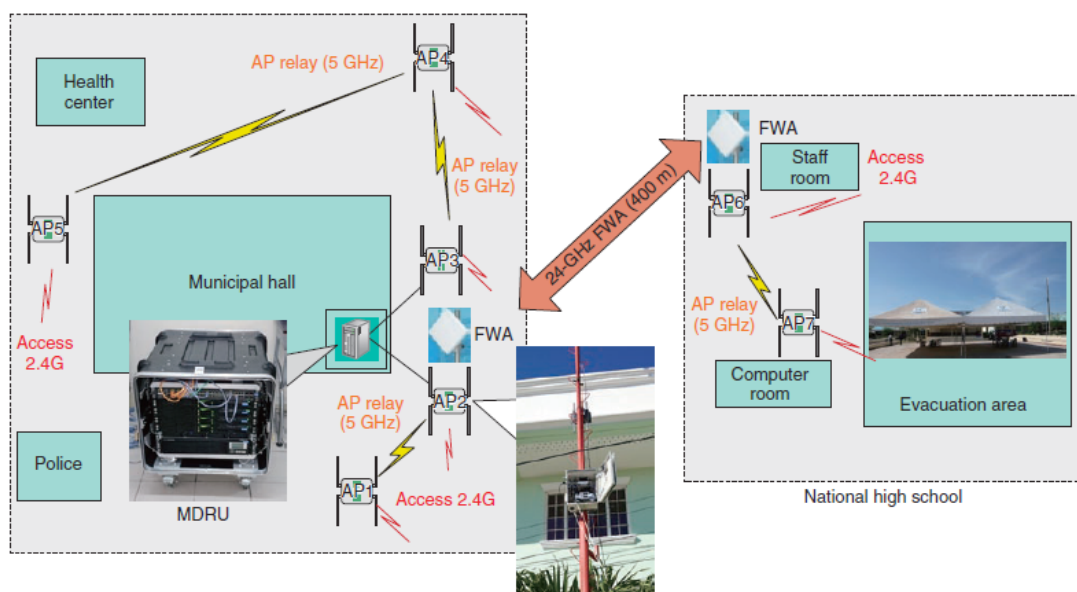 AP relay (5 GHz)
AP4
Health
center
AP relay
(5 GHz)
AP5
Municipal hall
AP3
Access
2.4G
FWA
AP2
AP relay
(5 GHz)
Police
AP1
Access 2.4G
MDRU
24-GHz FWA (400 m)
FWA
Staff
room
Access
2.4G
AP6
AP relay
(5 GHz)
AP7
Computer
room
Evacuation area
National high school